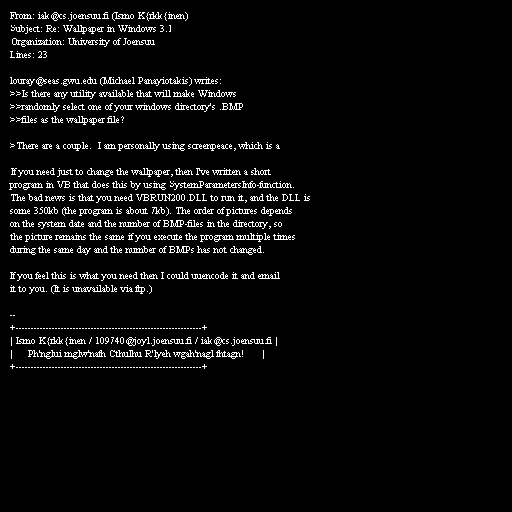 From: iak@cs.joensuu.fi (Ismo K{rkk{inen)
Subject: Re: Wallpaper in Windows 3.1
Organization: University of Joensuu
Lines: 23

louray@seas.gwu.edu (Michael Panayiotakis) writes:
>>Is there any utility available that will make Windows
>>randomly select one of your windows directory's .BMP
>>files as the wallpaper file?

>There are a couple.  I am personally using screenpeace, which is a

If you need just to change the wallpaper, then I've written a short
program in VB that does this by using SystemParametersInfo-function.
The bad news is that you need VBRUN200.DLL to run it, and the DLL is
some 350kb (the program is about 7kb). The order of pictures depends
on the system date and the number of BMP-files in the directory, so
the picture remains the same if you execute the program multiple times
during the same day and the number of BMPs has not changed.

If you feel this is what you need then I could uuencode it and email
it to you. (It is unavailable via ftp.)

--
+--------------------------------------------------------------+
| Ismo K{rkk{inen / 109740@joyl.joensuu.fi / iak@cs.joensuu.fi |
|      Ph'nglui mglw'nafh Cthulhu R'lyeh wgah'nagl fhtagn!       |
+--------------------------------------------------------------+